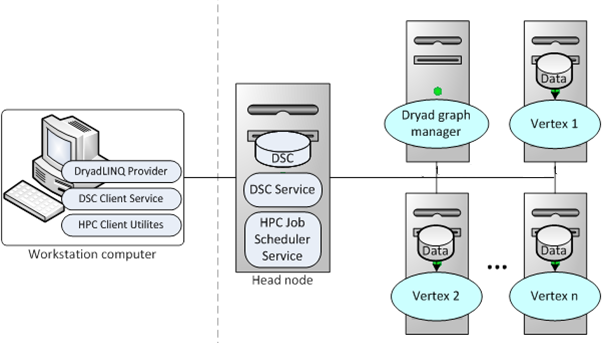 DryadLINQ Provider
DSC Client Service
HPC Client Utilites
Workstation computer
DSC
DSC Service
HPC Job
Scheduler
Service
Head node
Dryad graph
manager
Data
Vertex 1
Data
Vertex 2
...
Data
Vertex n